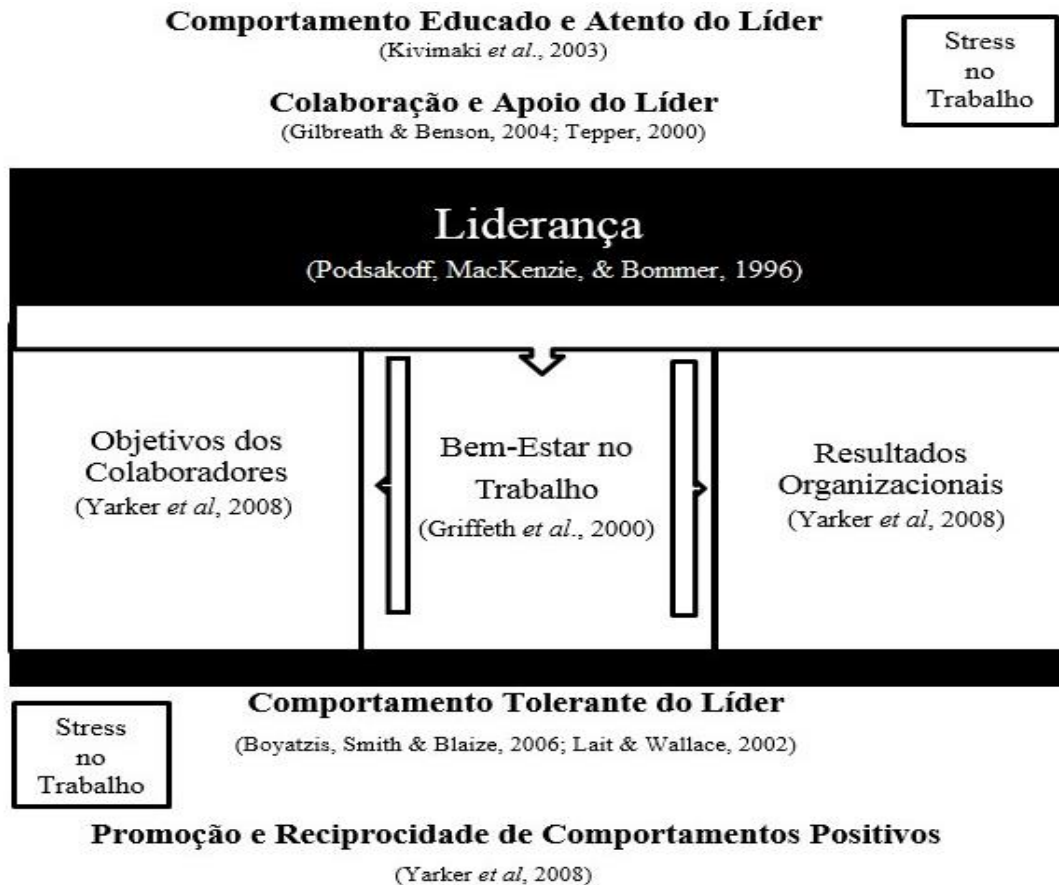 Comportamento Educado e Atento do Líder
(Kivimaki et al., 2003)
Stress
no
Trabalho
Colaboração e Apoio do Líder
(Gilbreath & Benson, 2004; Tepper, 2000)
Liderança
(Podsakoff, MacKenzie, & Bommer, 1996)
Objetivos dos
Colaboradores
(Yarker et al, 2008)
Bem-Estar no
Trabalho
(Griffeth et al., 2000)
Resultados
Organizacionais
(Yarker et al, 2008)
Comportamento Tolerante do Líder
(Boyatzis, Smith & Blaize, 2006; Lait & Wallace, 2002)
Stress
no
Trabalho
Promoção e Reciprocidade de Comportamentos Positivos
(Yarker et al, 2008)